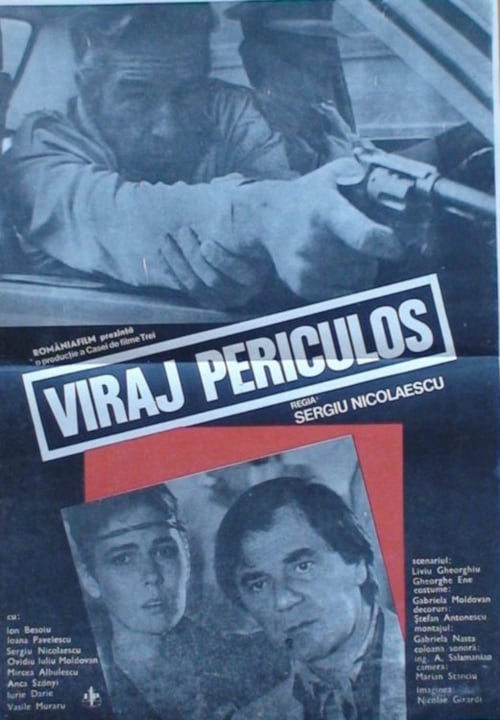 ROMÂNIAFILM prezintă
o producție a Casei de filme Trei
VIRAJ PERICULOS
REGIA:
SERGIU NICOLAESCU
cu:
Ion Besoiu
Ioana Pavelescu
Sergiu Nicolaescu
Ovidiu Iuliu Moldovan
Mircea Albulescu
Anca Szönyi
Iurie Darie
Vasile Muraru
scenariul:
Liviu Gheorghiu
Gheorghe Ene
costume:
Gabriela Moldovan
decoruri:
Ștefan Antonescu
montajul:
Gabriela Nasta
coloana sonoră:
ing. A. Salamanian
camera:
Marian Stanciu
imaginea
Nicolae Girardi